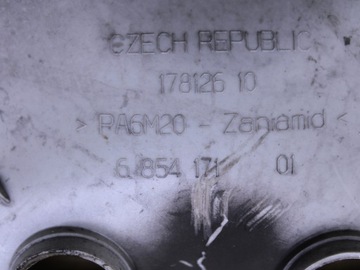 CZECH REPUBLIC
178126 10
> PA6M20 - Zaniamid <
6 854 171 01